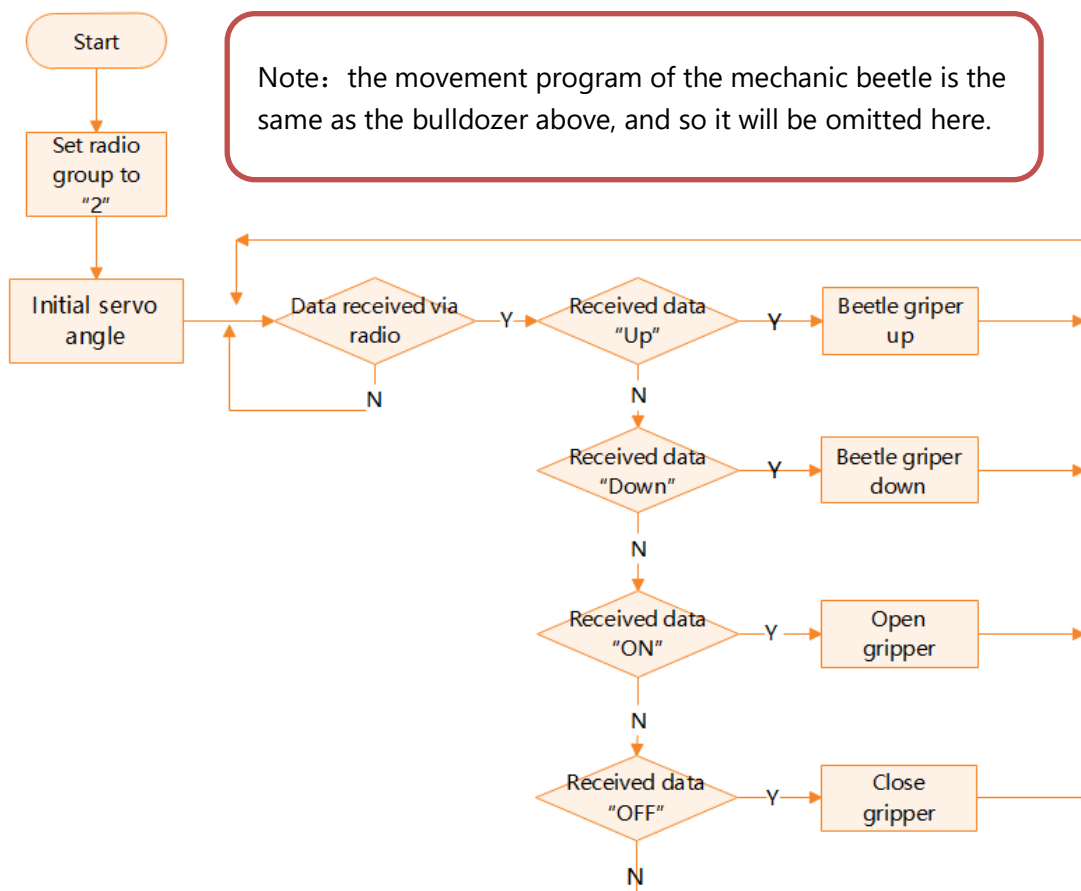 Start
Note：the movement program of the mechanic beetle is the
same as the bulldozer above, and so it will be omitted here.
Set radio
group to
“2”
Initial servo
angle
Data received via
radio
Y
N
Received data
“Up”
Y
Beetle griper
up
N
Received data
“Down”
Y
Beetle griper
down
N
Received data
“ON”
Y
Open
gripper
N
Received data
“OFF”
Y
Close
gripper
N